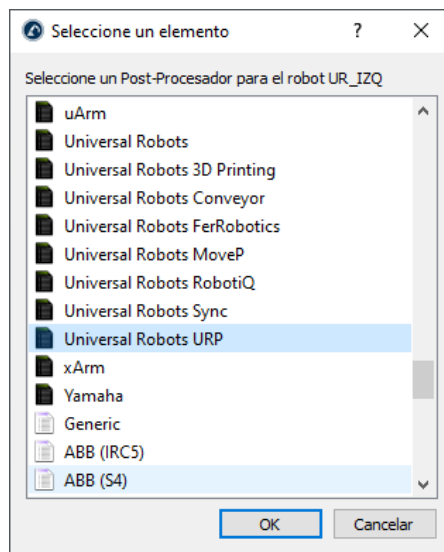 Seleccione un elemento
Seleccione un Post-Procesador para el robot UR_IZQ
uArm
Universal Robots
Universal Robots 3D Printing
Universal Robots Conveyor
Universal Robots FerRobotics
Universal Robots MoveP
Universal Robots RobotiQ
Universal Robots Sync
Universal Robots URP
xArm
Yamaha
Generic
ABB (IRC5)
ABB (S4)
OK Cancelar